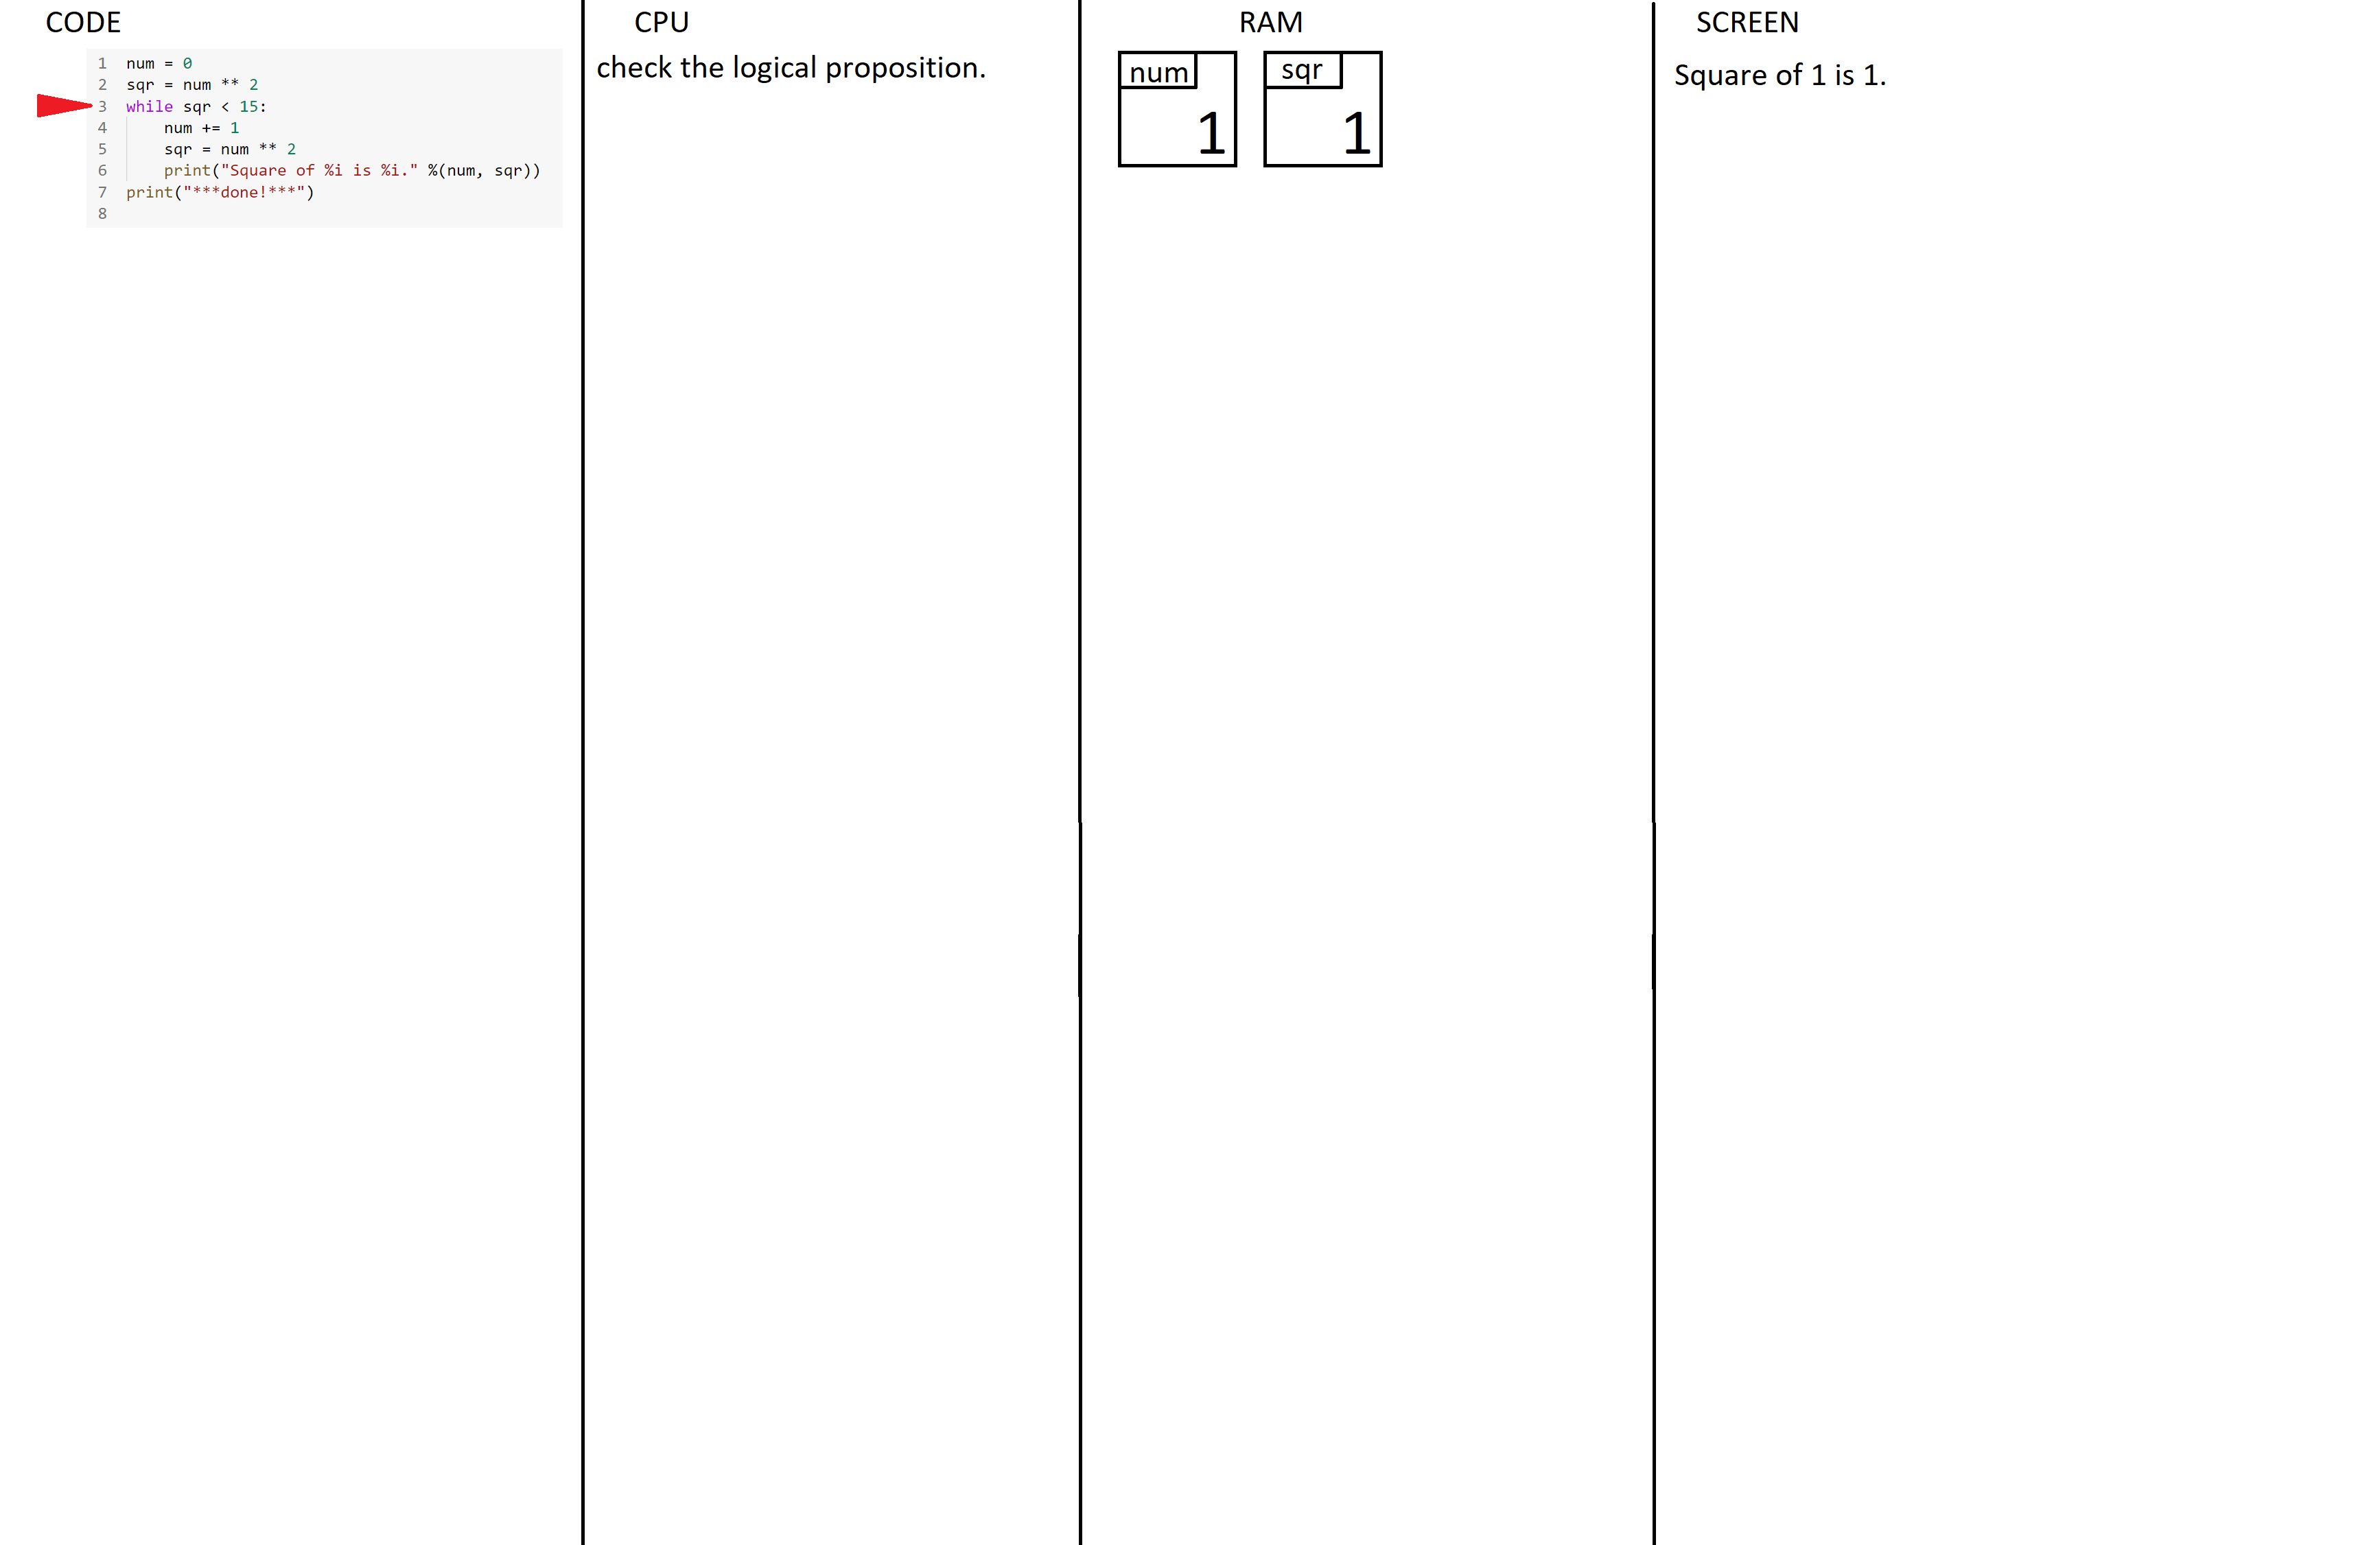 CODE
1 num = 0
2 sqr = num ** 2
3 while sqr < 15:
4     num += 1
5     sqr = num ** 2
6     print("Square of %i is %i." %(num, sqr))
7 print("***done!***")
8
CPU
check the logical proposition.
RAM
num
1
sqr
1
SCREEN
Square of 1 is 1.